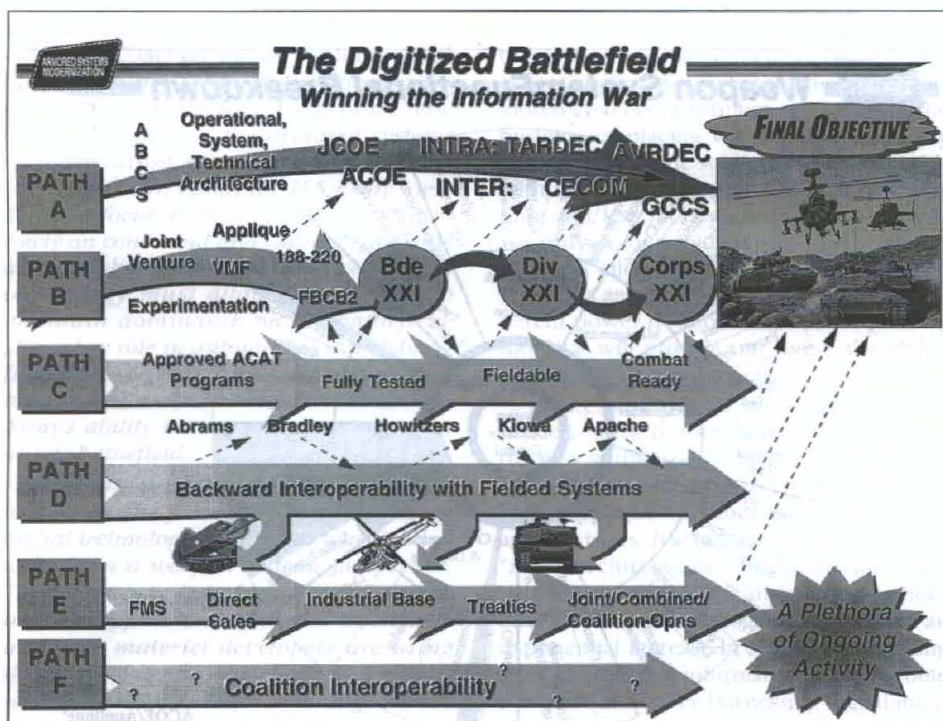 ARMORED SYSTEMS
MODERNIZATION
The Digitized Battlefield
Winning the Information War
Weapon System Functional Breakdown
FINAL OBJECTIVE
PATH
A
A
B
C
S
Operational,
System,
Technical
Architecture
JCOE
ACOE
INTRA: TARDEC
INTER: CECOM
AVRDEC
GCCS
PATH
B
Joint
Venture
Applique
VMF
188-220
Experimentation
FBCB2
Bde
XXI
Div
XXI
Corps
XXI
PATH
C
Approved ACAT
Programs
Fully Tested
Fieldable
Combat
Ready
Abrams
Bradley
Howitzers
Kiowa
Apache
PATH
D
Backward Interoperability with Fielded Systems
PATH
E
FMS
Direct
Sales
Industrial Base
Treaties
Joint/Combined/
Coalition Opns
PATH
F
?
?
Coalition Interoperability
?
?
?
?
A Plethora
of Ongoing
Activity